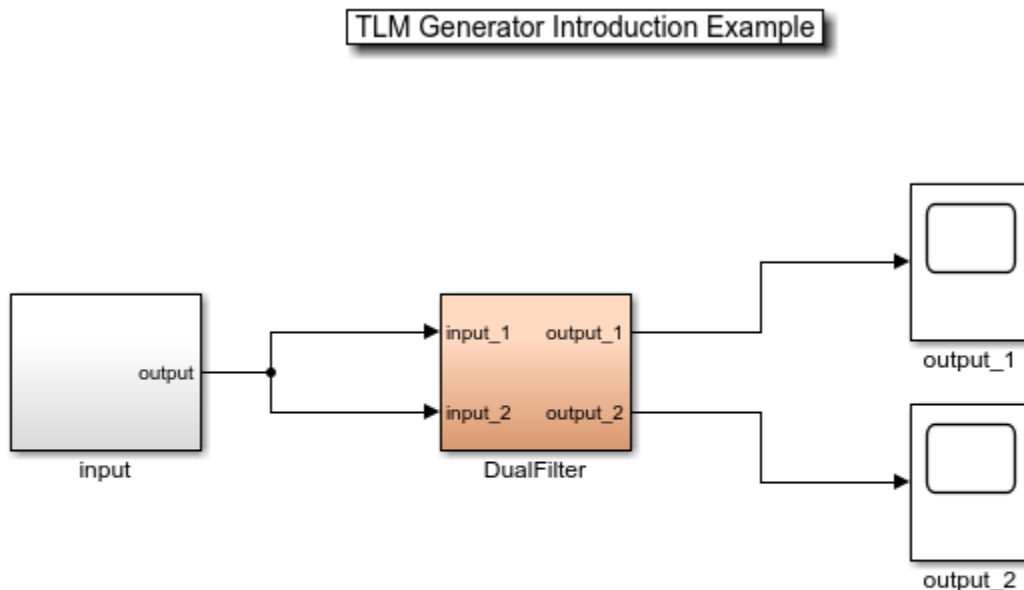 TLM Generator Introduction Example
output
input
input_1
output_1
input_2
output_2
DualFilter
output_1
output_2